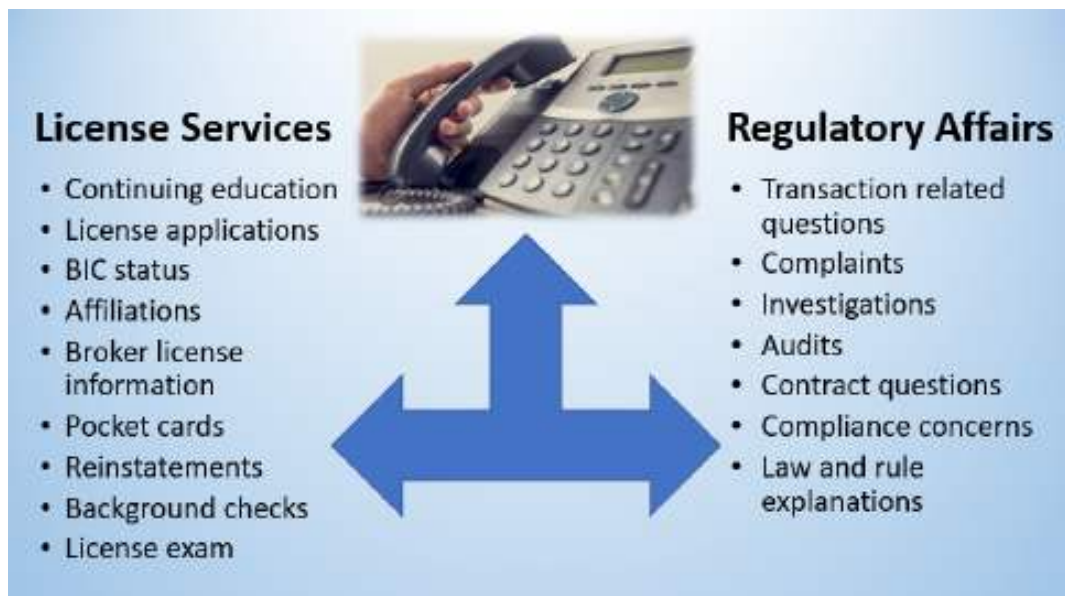 License Services
• Continuing education
• License applications
• BIC status
• Affiliations
• Broker license
information
• Pocket cards
• Reinstatements
• Background checks
• License exam
Regulatory Affairs
• Transaction related
questions
• Complaints
• Investigations
• Audits
• Contract questions
• Compliance concerns
• Law and rule
explanations